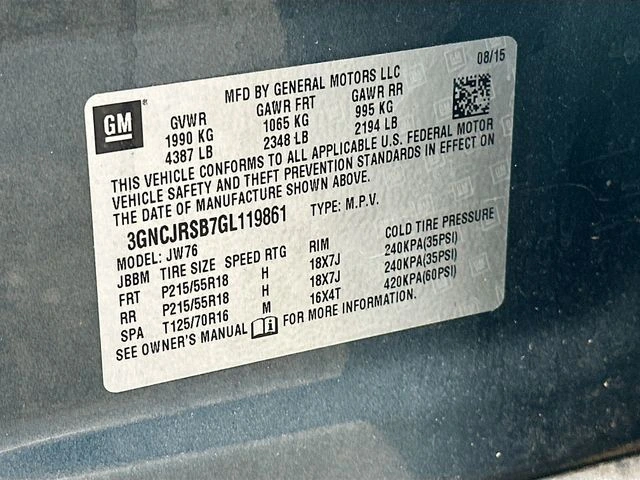 GM
08/15
MFD BY GENERAL MOTORS LLC
GVWR GAWR FRT GAWR RR
1990 KG 1065 KG 995 KG
4387 LB 2348 LB 2194 LB
THIS VEHICLE CONFORMS TO ALL APPLICABLE U.S. FEDERAL MOTOR
VEHICLE SAFETY AND THEFT PREVENTION STANDARDS IN EFFECT ON
THE DATE OF MANUFACTURE SHOWN ABOVE.
3GNCJRSB7GL119861 TYPE: M.P.V.
MODEL: JW76
JBBM TIRE SIZE SPEED RTG RIM COLD TIRE PRESSURE
FRT P215/55R18 H 18X7J 240KPA(35PSI)
RR P215/55R18 H 18X7J 240KPA(35PSI)
SPA T125/70R16 M 16X4T 420KPA(60PSI)
SEE OWNER'S MANUAL FOR MORE INFORMATION.